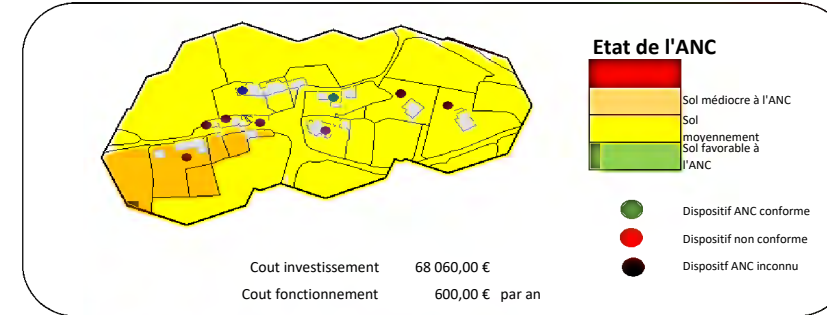 Etat de l'ANC
Sol médiocre à l'ANC
Sol
moyennement
Sol favorable à
l'ANC
Dispositif ANC conforme
Dispositif non conforme
Dispositf ANC inconnu
Cout investissement 68 060,00 €
Cout fonctionnement 600,00 € par an